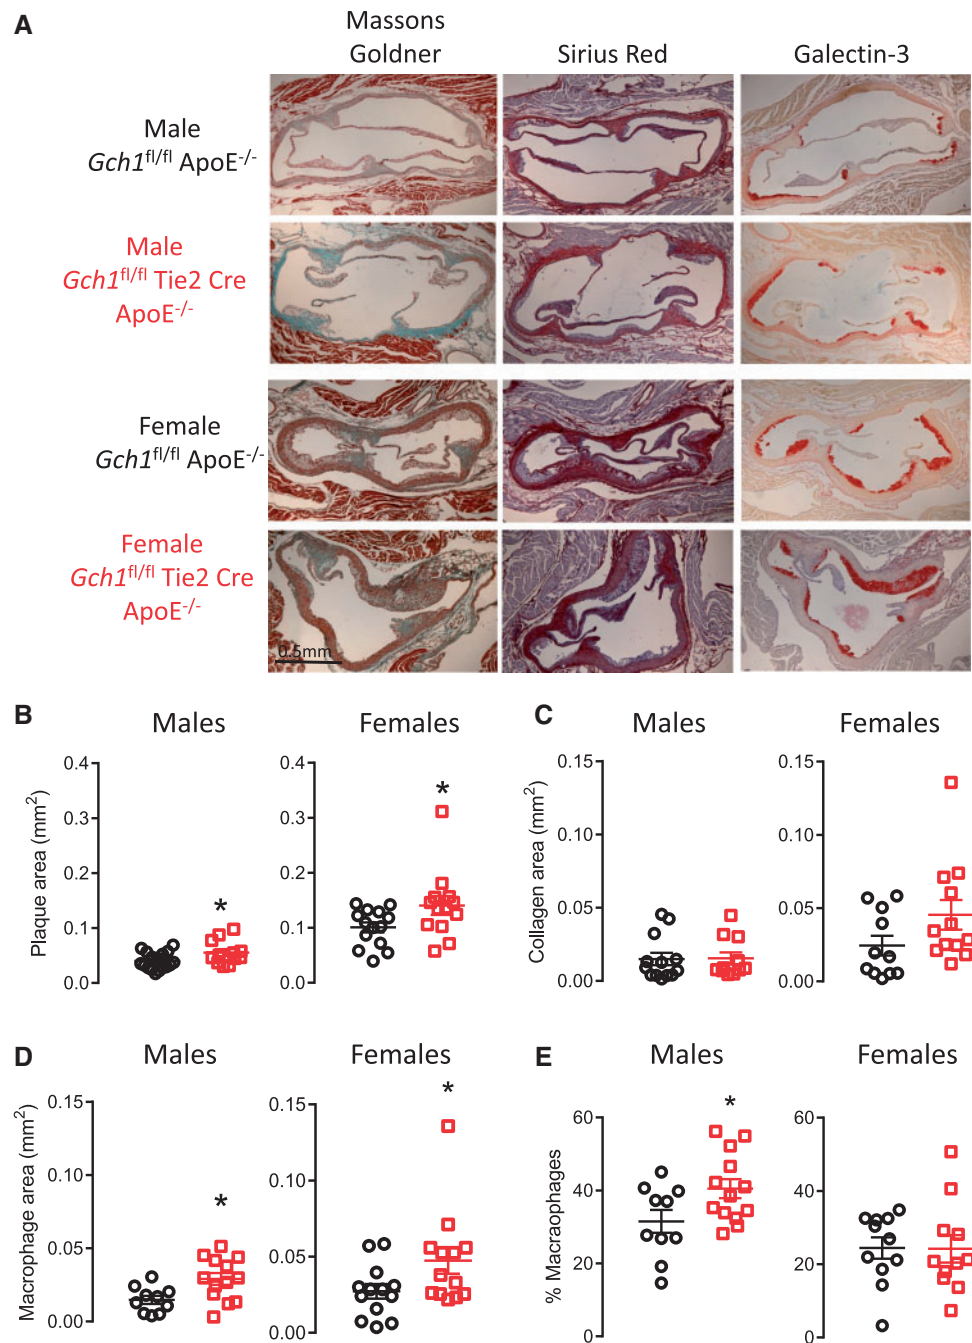 A
Massons
Goldner
Sirius Red
Galectin-3
Male
Gch1fl/fl ApoE-/-
Male
Gch1fl/fl Tie2 Cre
ApoE-/-
Female
Gch1fl/fl ApoE-/-
Female
Gch1fl/fl Tie2 Cre
ApoE-/-
0.5mm
B
Males
Females
Plaque area (mm2)
0.4
0.3
0.2
0.1
0.0
*
0.4
0.3
0.2
0.1
0.0
*
C
Males
Females
Collagen area (mm2)
0.15
0.10
0.05
0.00
0.15
0.10
0.05
0.00
D
Males
Females
Macrophage area (mm2)
0.15
0.10
0.05
0.00
*
0.15
0.10
0.05
0.00
*
E
Males
Females
% Macraophages
60
40
20
0
*
60
40
20
0